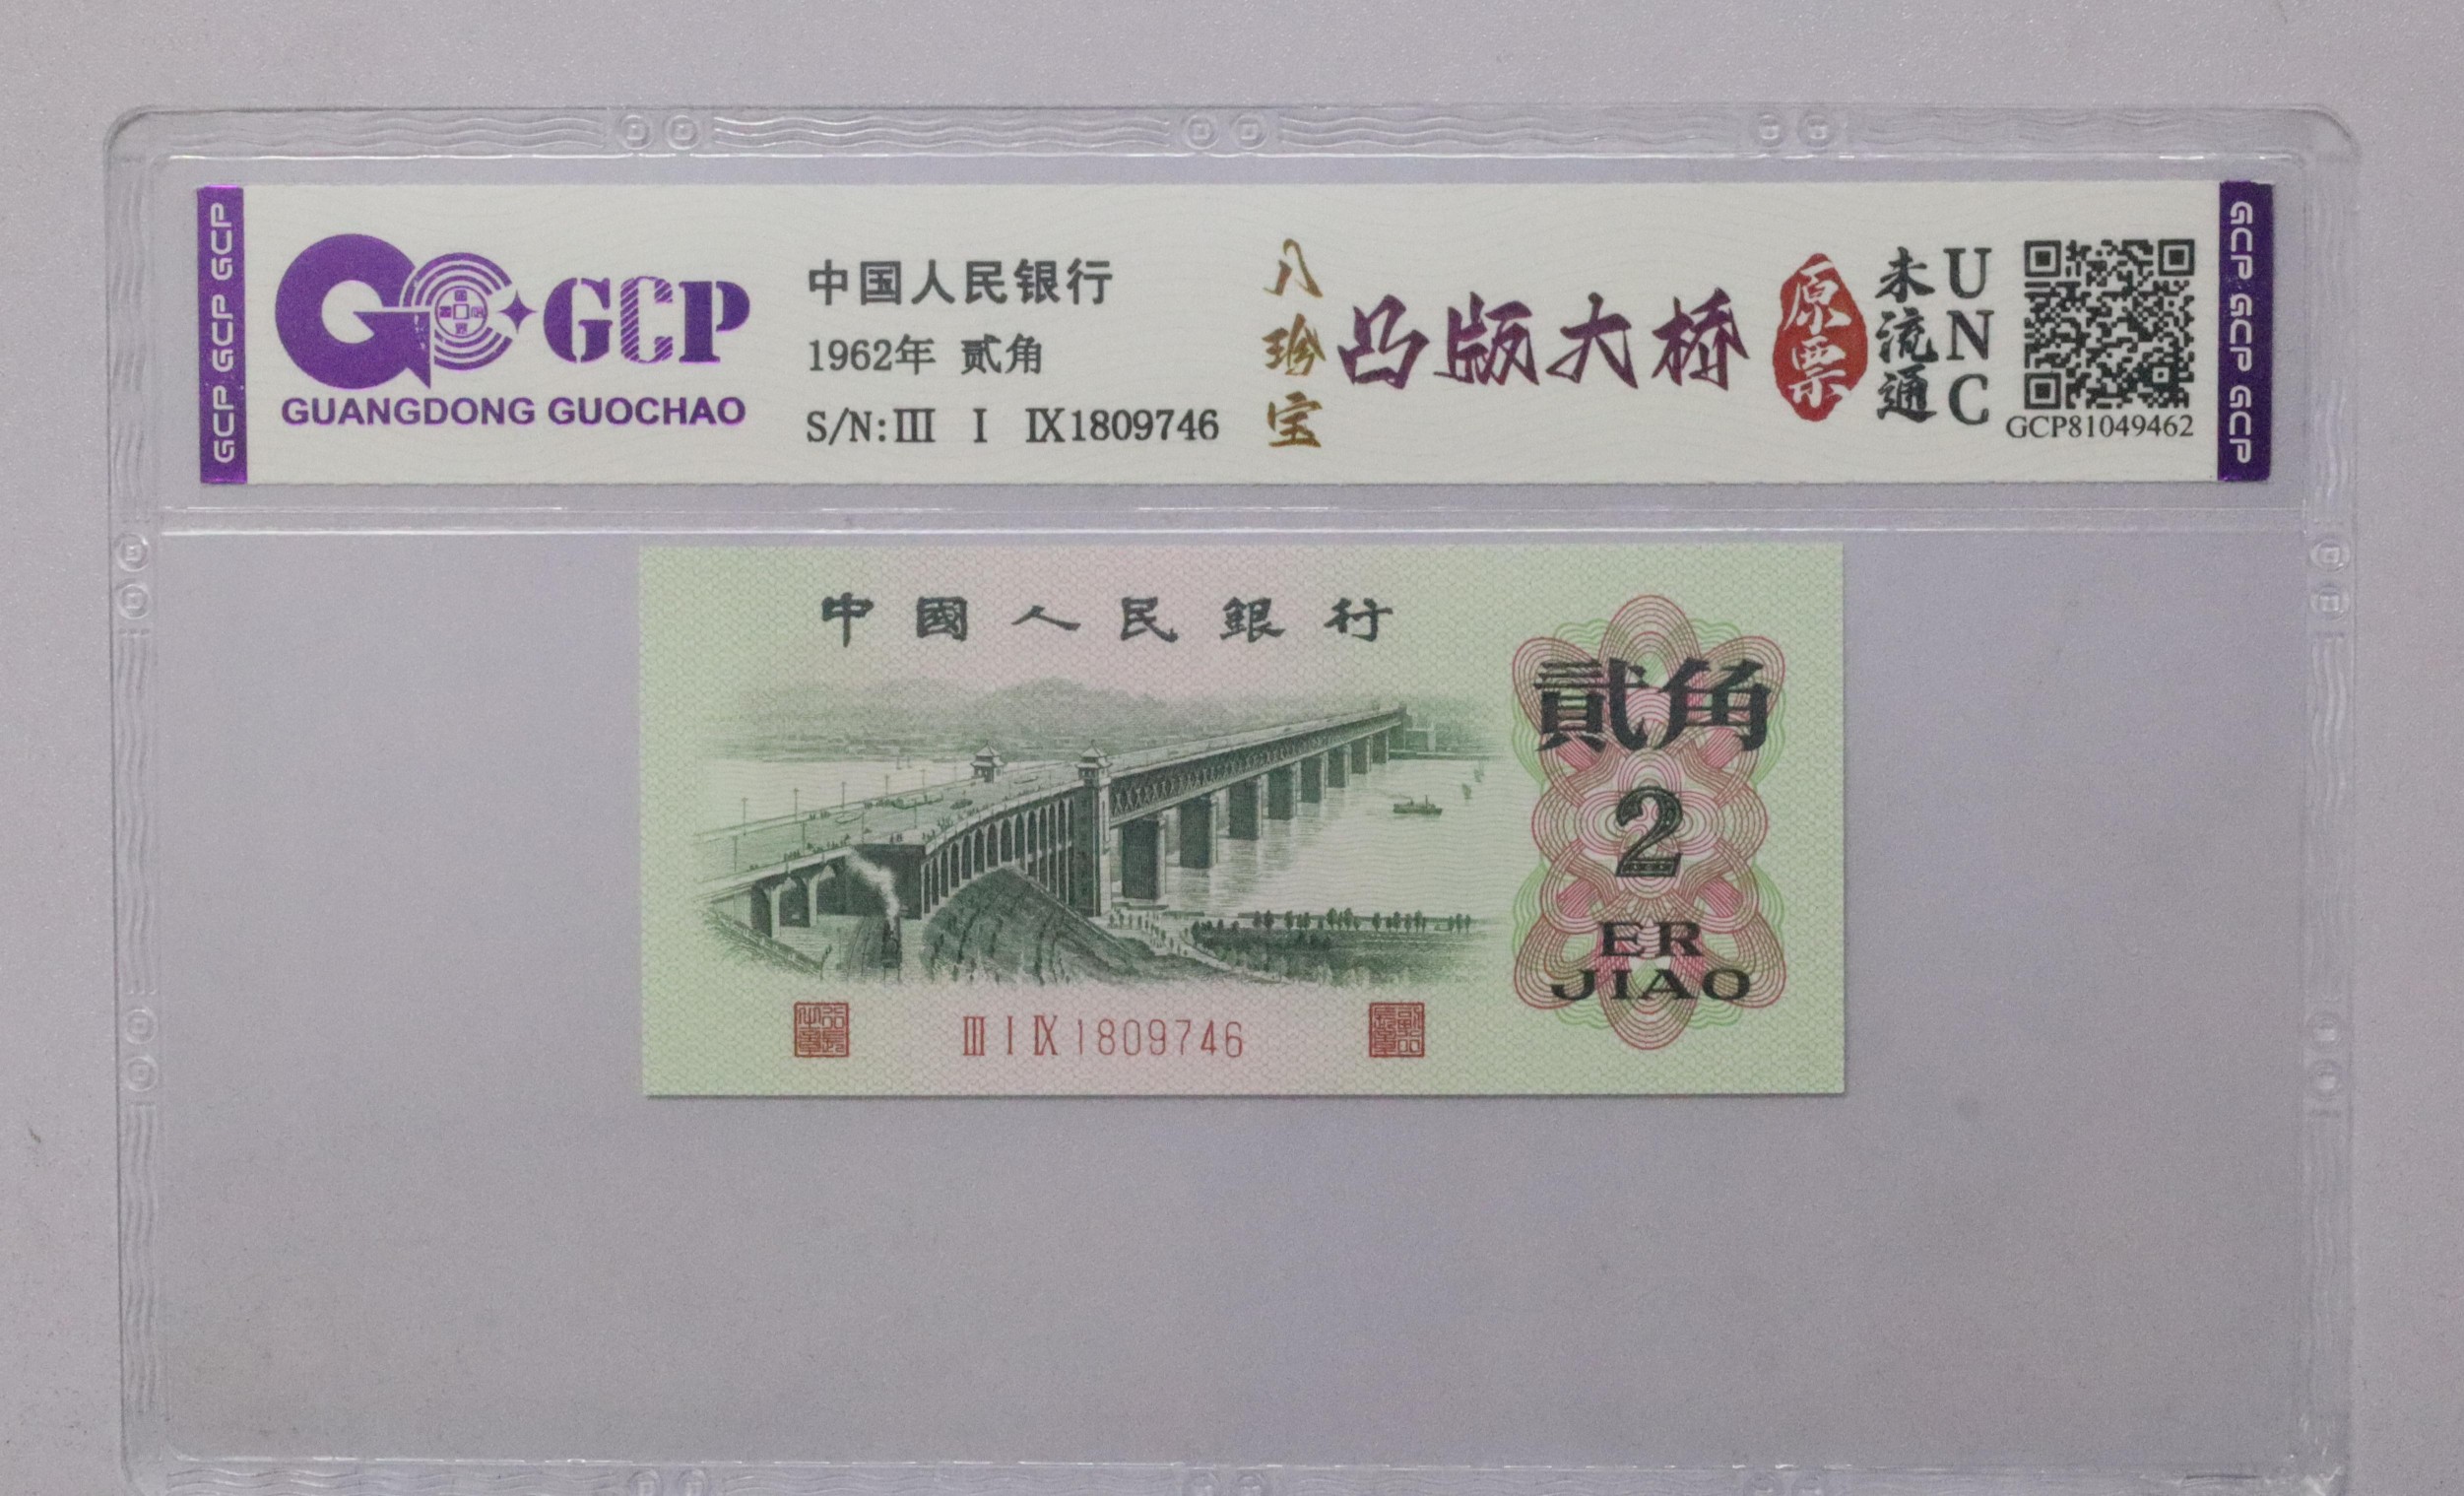 GCP GCP GCP
GCP
GUANGDONG GUOCHAO
中国人民银行
1962年 贰角
S/N:Ⅲ Ⅰ Ⅸ1809746
八珍宝
凸版大桥
原票
未流通
UNC
GCP81049462
GCP GCP GCP
中國人民銀行
貳角
2
ER
JIAO
Ⅲ Ⅰ Ⅸ 1809746